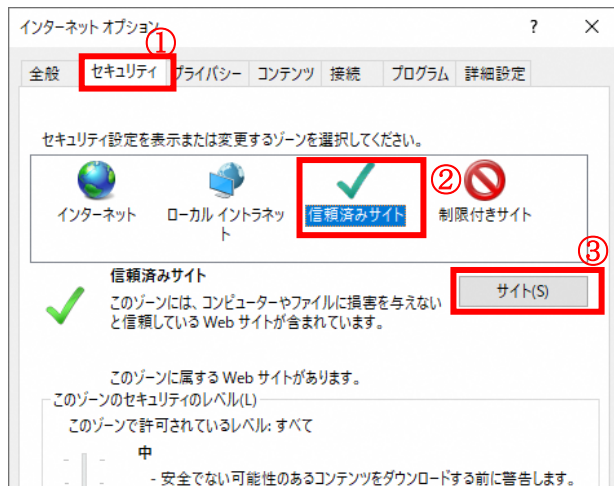 インターネット オプション ? ×
①
全般 セキュリティ プライバシー コンテンツ 接続 プログラム 詳細設定
セキュリティ設定を表示または変更するゾーンを選択してください。
②
インターネット ローカル イントラネッ 信頼済みサイト 制限付きサイト
ト
③
信頼済みサイト
サイト(S)
このゾーンには、コンピューターやファイルに損害を与えない
と信頼している Web サイトが含まれています。
このゾーンに属する Web サイトがあります。
このゾーンのセキュリティのレベル(L)
このゾーンで許可されているレベル: すべて
中
- 安全でない可能性のあるコンテンツをダウンロードする前に警告します。